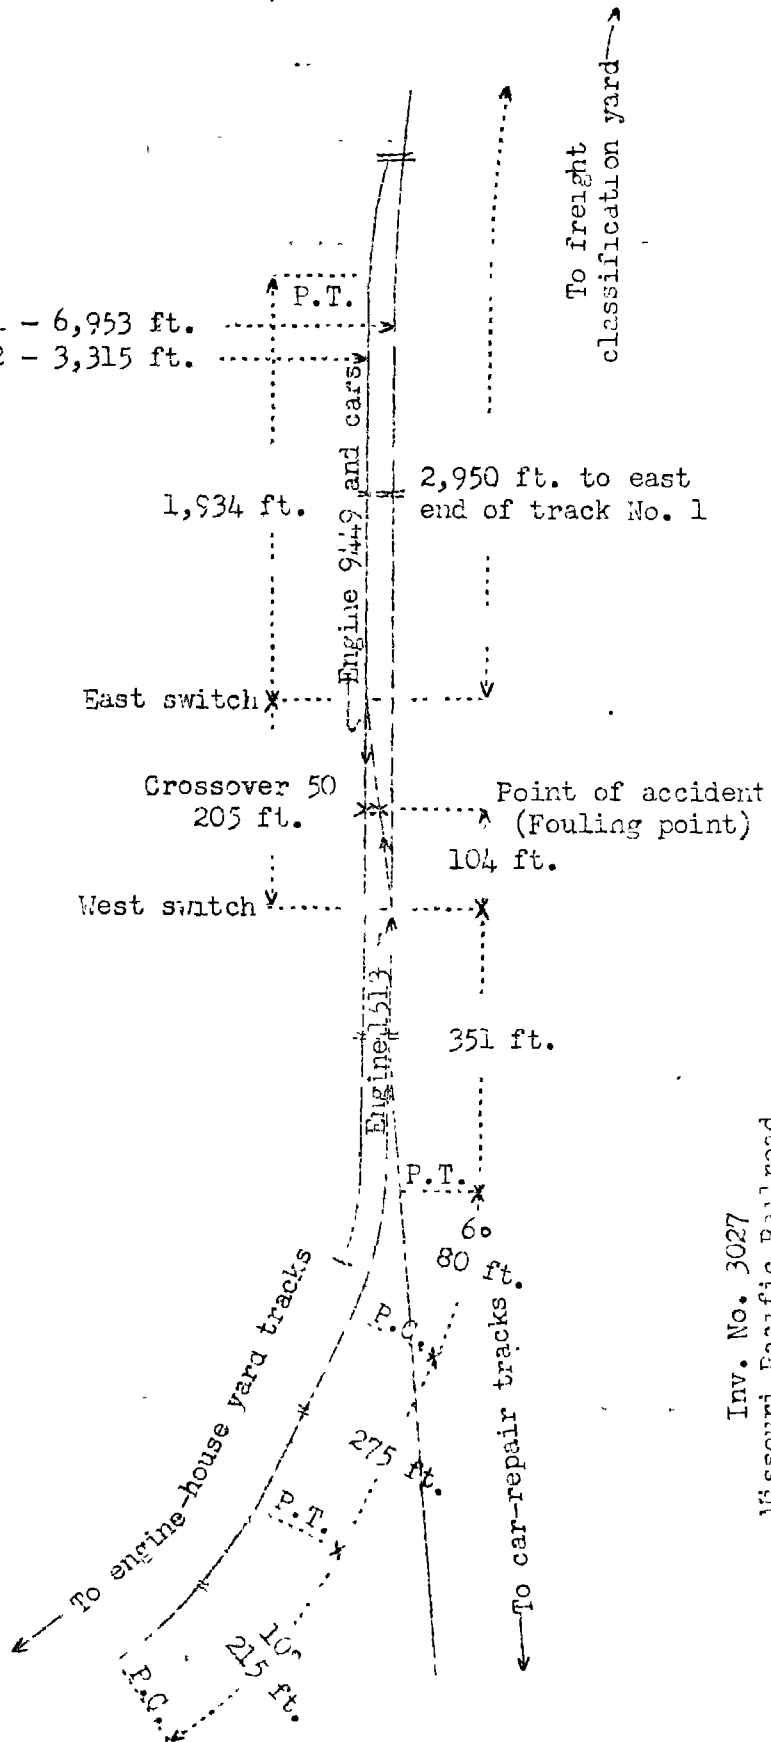 To freight
classification yard
P.T.
- 6,953 ft.
- 3,315 ft.
Engine 9449 and cars
2,950 ft. to east
end of track No. 1
1,934 ft.
East switch
Crossover 50
205 ft.
Point of accident
(Fouling point)
104 ft.
West switch
Engine 1513
351 ft.
P.T.
6°
80 ft.
P.C.
To engine-house yard tracks
275 ft.
P.T.
To car-repair tracks
10°
215 ft.
P.C.
Inv. No. 3027
Missouri Pacific Railroad